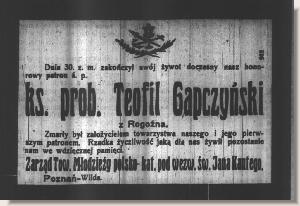 Dnia 30. z. m. zakończył swój żywot doczesny nasz hono-
rowy patron ś. p.
ks. prob. Teofil Gapczyński
z Rogoźna.
Zmarły był założycielem towarzystwa naszego i jego pierw-
szym patronem. Rzadka życzliwość jaką dla nas żywił pozostanie
nam we wdzięcznej pamięci.
Zarząd Tow. Młodzieży polsko-kat. pod wezw. św. Jana Kantego,
Poznań-Wilda.